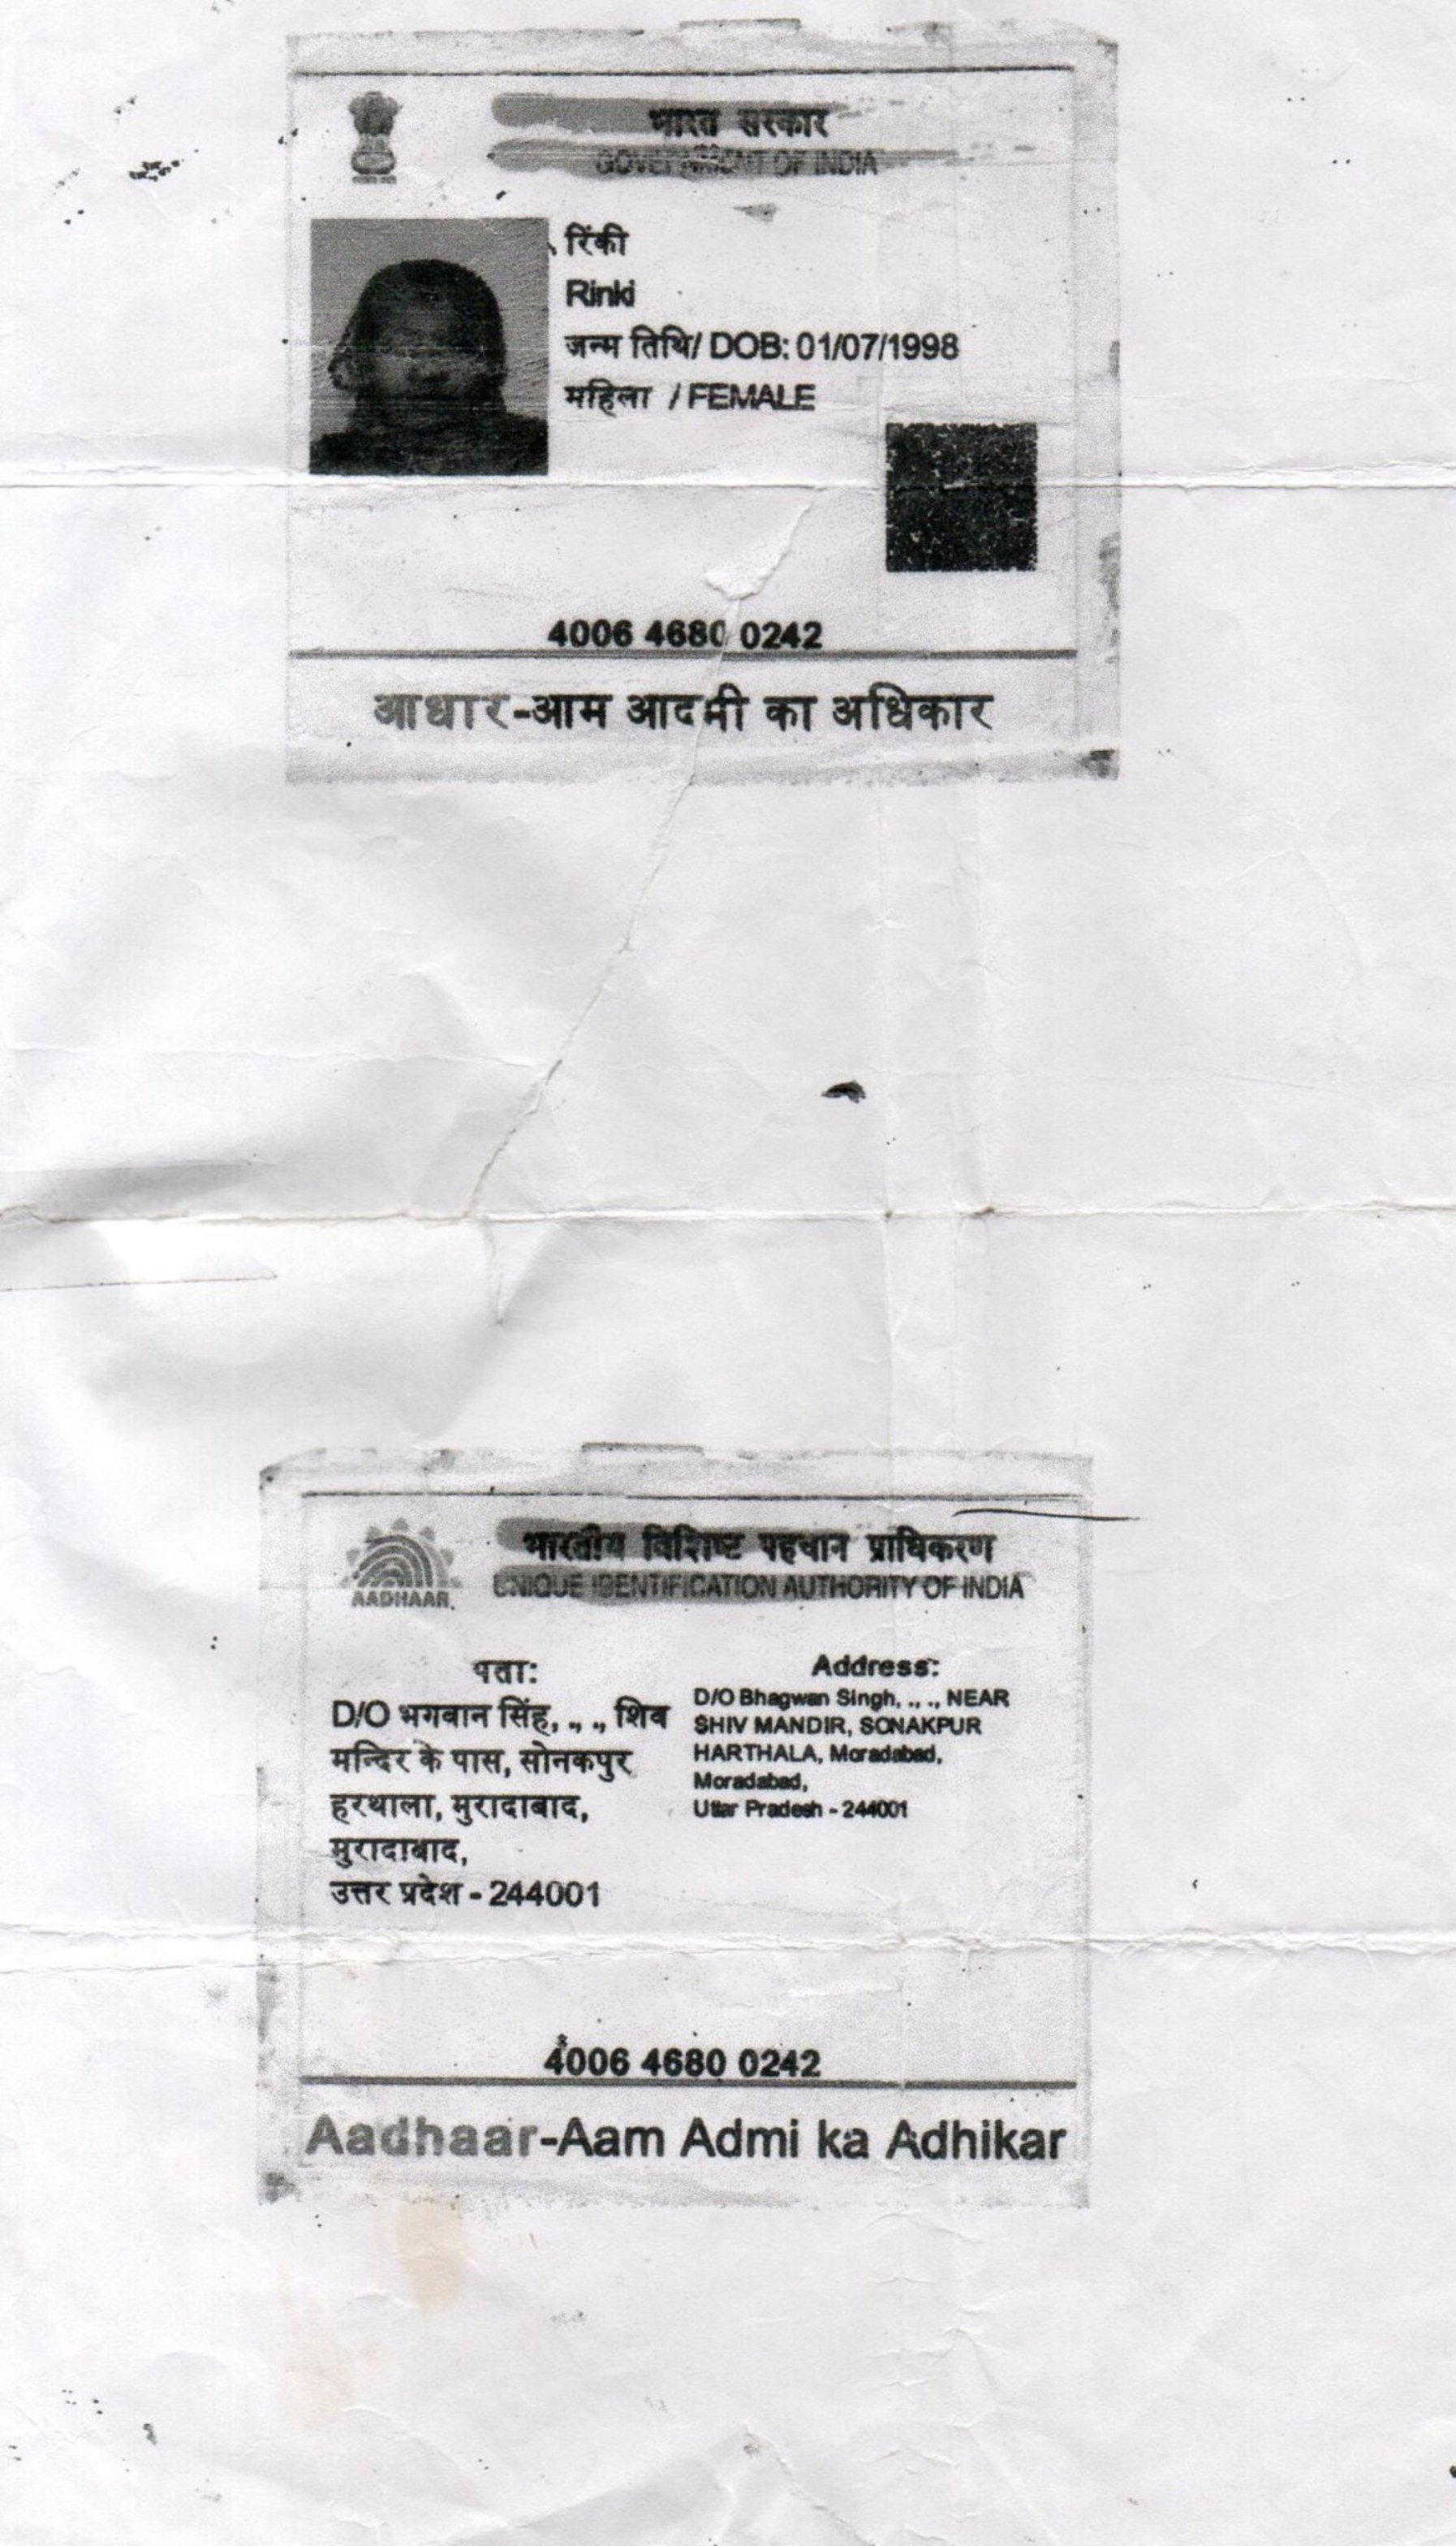 भारत सरकार
GOVERNMENT OF INDIA
रिंकी
Rinki
जन्म तिथि/ DOB: 01/07/1998
महिला / FEMALE
4006 4680 0242
आधार-आम आदमी का अधिकार
भारतीय विशिष्ट पहचान प्राधिकरण
UNIQUE IDENTIFICATION AUTHORITY OF INDIA
AADHAAR
पता:
D/O भगवान सिंह, ., ., शिव
मन्दिर के पास, सोनकपुर
हरथाला, मुरादाबाद,
मुरादाबाद,
उत्तर प्रदेश - 244001
Address:
D/O Bhagwan Singh, ., ., NEAR
SHIV MANDIR, SONAKPUR
HARTHALA, Moradabad,
Moradabad,
Uttar Pradesh - 244001
4006 4680 0242
Aadhaar-Aam Admi ka Adhikar